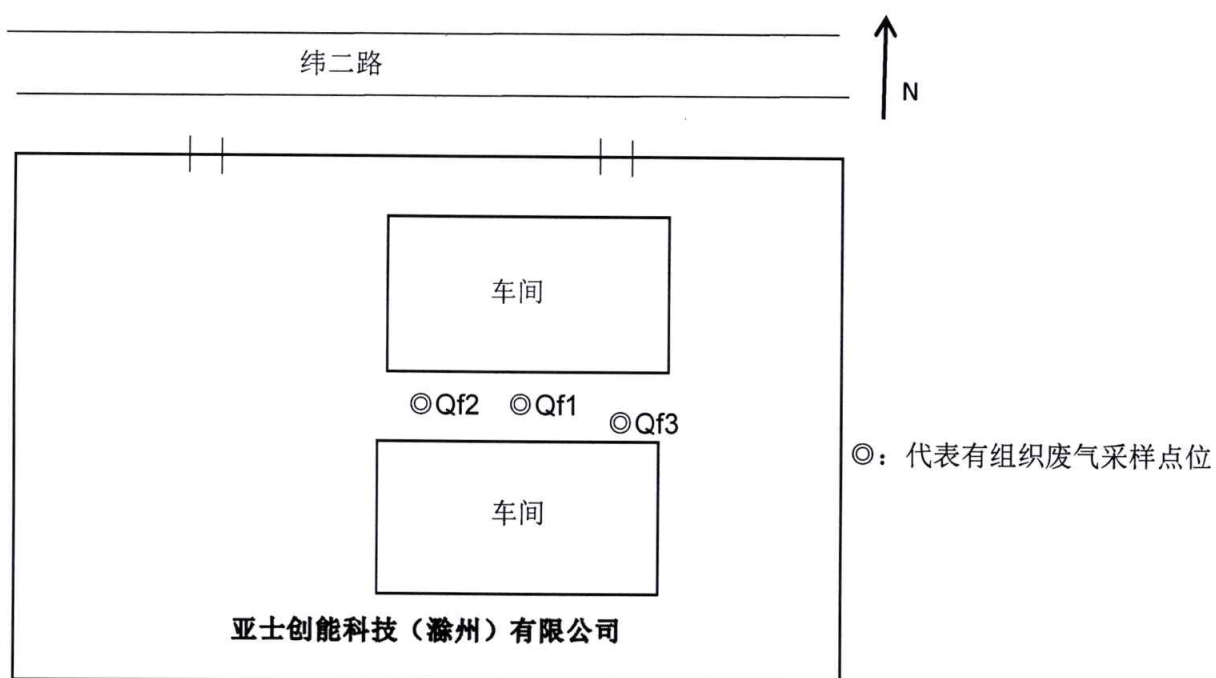 纬二路
N
车间
◎Qf2 ◎Qf1
◎Qf3
◎：代表有组织废气采样点位
车间
亚士创能科技（滁州）有限公司